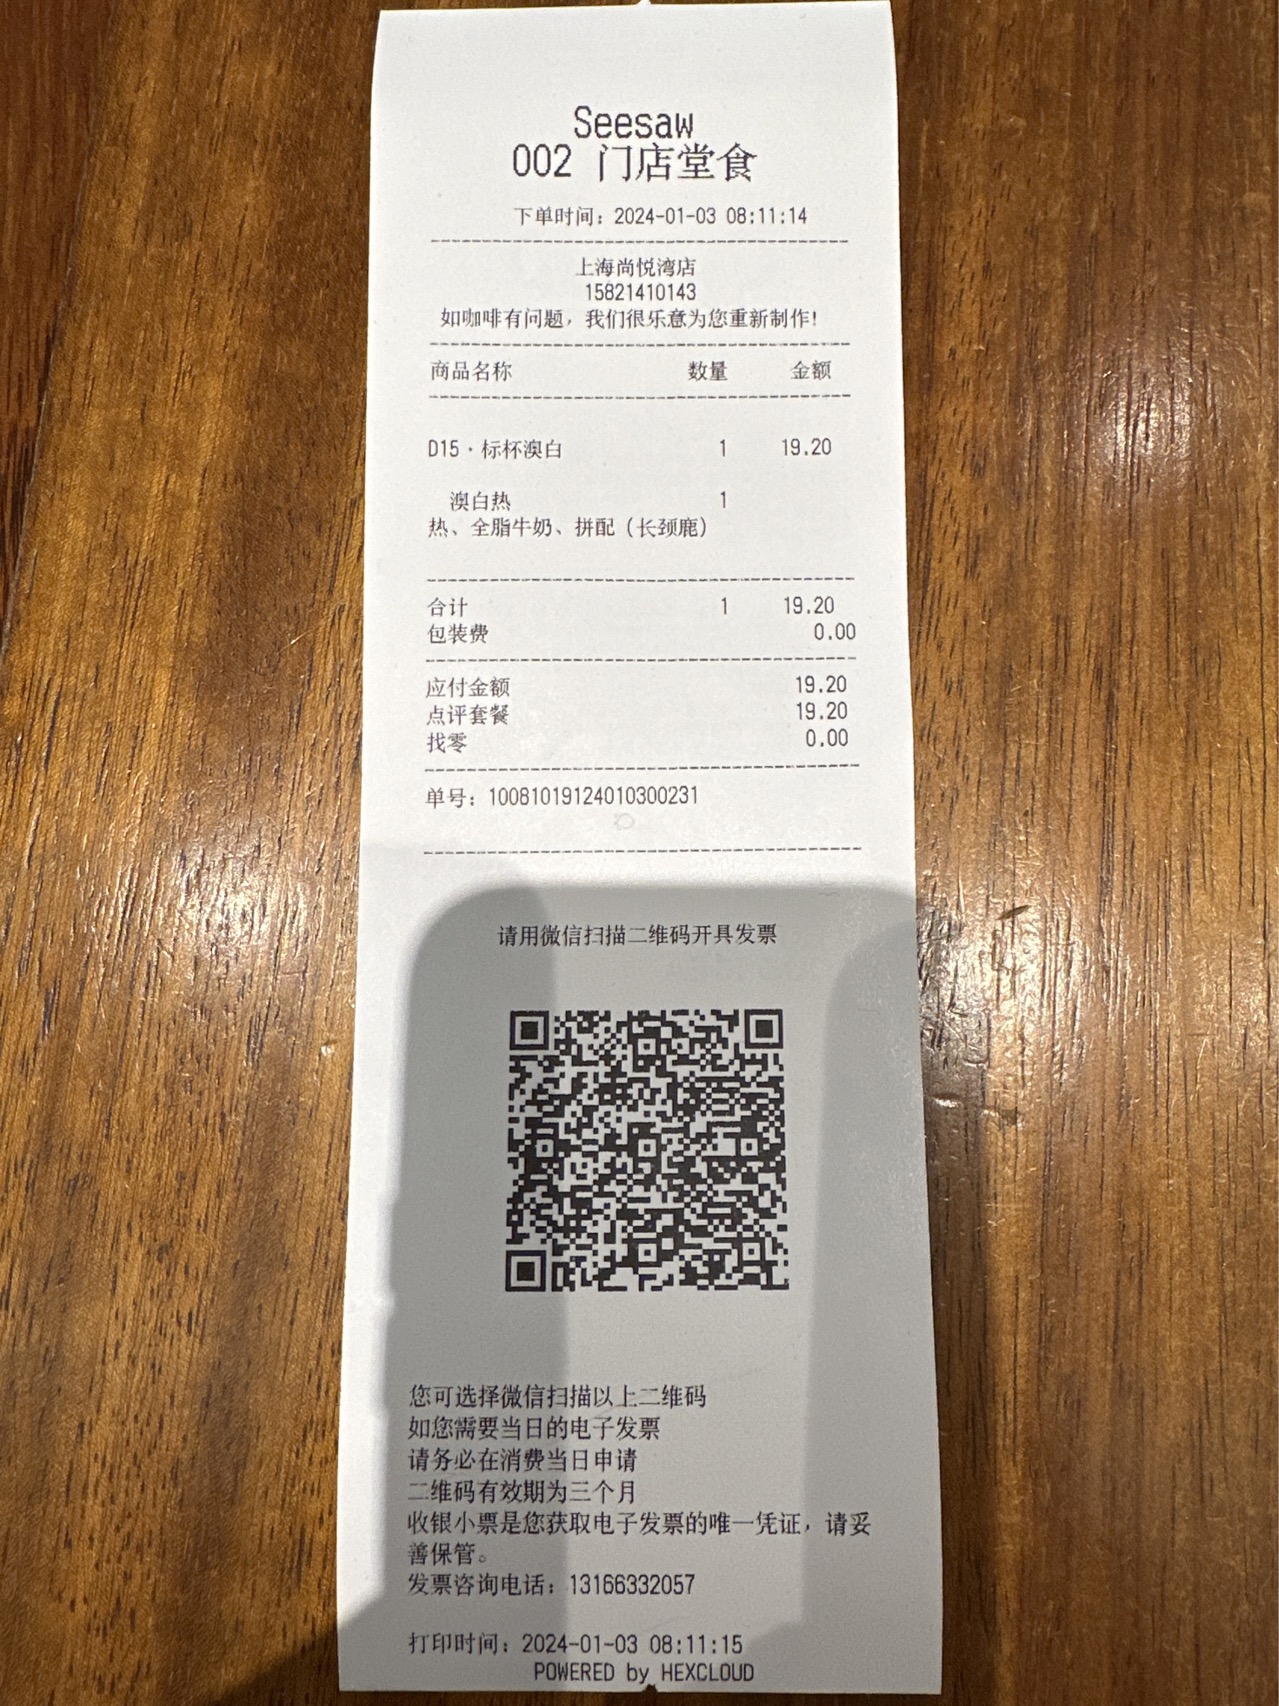 Seesaw
002 门店堂食
下单时间：2024-01-03 08:11:14
上海尚悦湾店
15821410143
如咖啡有问题，我们很乐意为您重新制作！
商品名称 数量 金额
D15·标杯澳白 1 19.20
澳白热 1
热、全脂牛奶、拼配（长颈鹿）
合计 1 19.20
包装费 0.00
应付金额 19.20
点评套餐 19.20
找零 0.00
单号：10081019124010300231
请用微信扫描二维码开具发票
您可选择微信扫描以上二维码
如您需要当日的电子发票
请务必在消费当日申请
二维码有效期为三个月
收银小票是您获取电子发票的唯一凭证，请妥
善保管。
发票咨询电话：13166332057
打印时间：2024-01-03 08:11:15
POWERED by HEXCLOUD